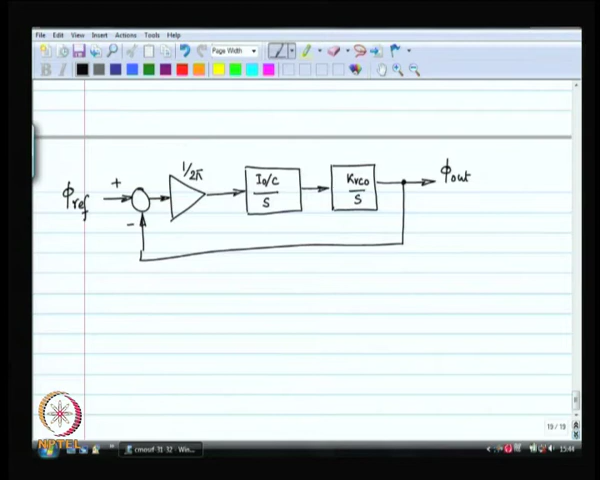 File Edit View Insert Actions Tools Help
Page Width
B I
1/2π
ϕref + − I0/C / S KVCO / S ϕout
19 / 19
NPTEL
cmosrf-31-32 - Win...
15:44